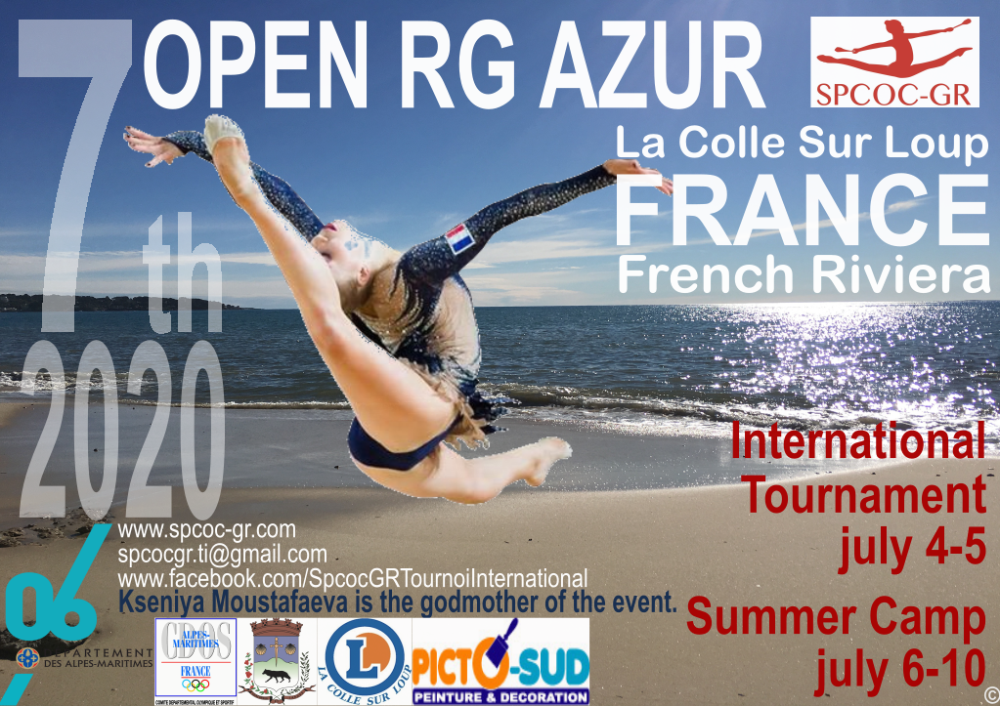 7th
2020
OPEN RG AZUR
SPCOC-GR
La Colle Sur Loup
FRANCE
French Riviera
International
Tournament
july 4-5
Summer Camp
july 6-10
www.spcoc-gr.com
spcocgr.ti@gmail.com
www.facebook.com/SpcocGRTournoiInternational
Kseniya Moustafaeva is the godmother of the event.
06
DÉPARTEMENT
DES ALPES-MARITIMES
CDOS
ALPES-
MARITIMES
FRANCE
COMITE DEPARTEMENTAL OLYMPIQUE ET SPORTIF
L
LA COLLE SUR LOUP
PICTO-SUD
PEINTURE & DECORATION
©